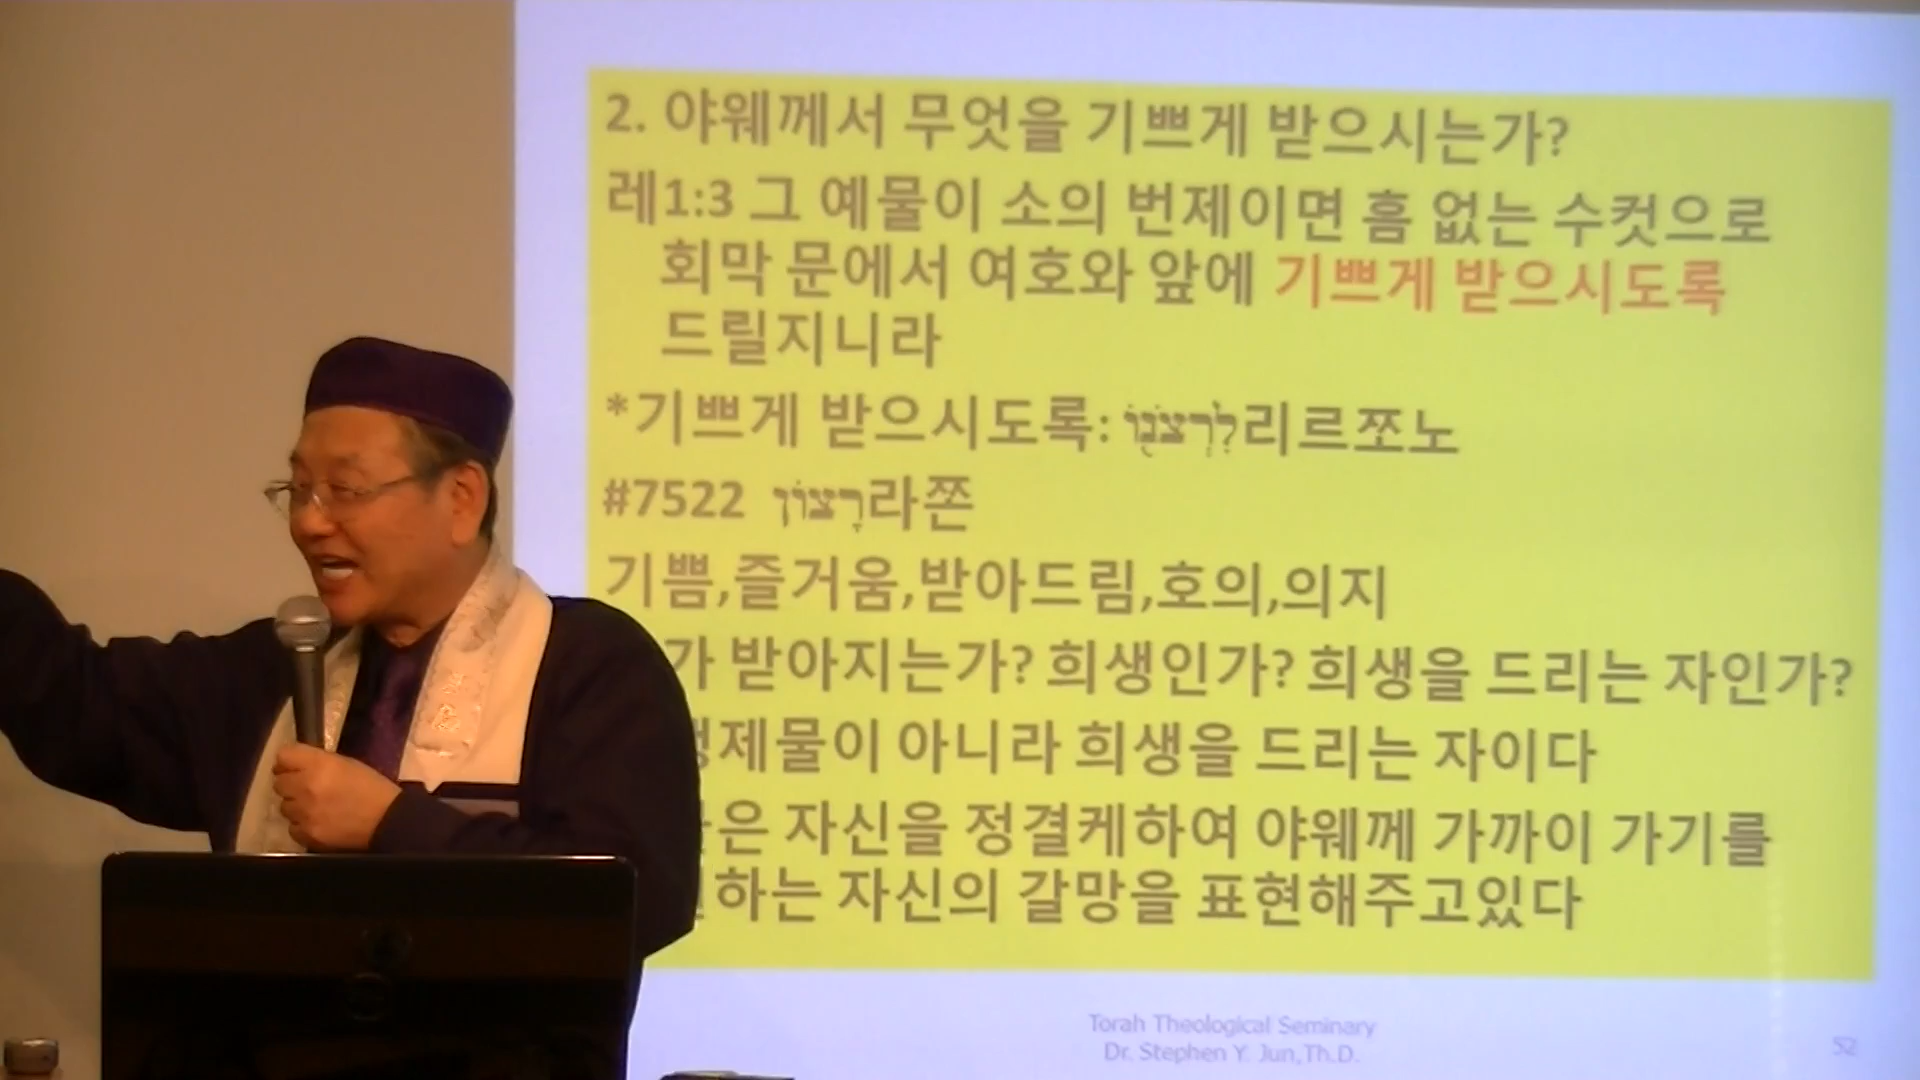 2. 야웨께서 무엇을 기쁘게 받으시는가?
레1:3 그 예물이 소의 번제이면 흠 없는 수컷으로
회막 문에서 여호와 앞에 기쁘게 받으시도록
드릴지니라
*기쁘게 받으시도록: לִרְצֹנ֖וֹ리르쪼노
#7522 רָצוֹן라쫀
기쁨,즐거움,받아드림,호의,의지
가 받아지는가? 희생인가? 희생을 드리는 자인가?
제물이 아니라 희생을 드리는 자이다
은 자신을 정결케하여 야웨께 가까이 가기를
하는 자신의 갈망을 표현해주고있다
Torah Theological Seminary
Dr. Stephen Y. Jun,Th.D.
52